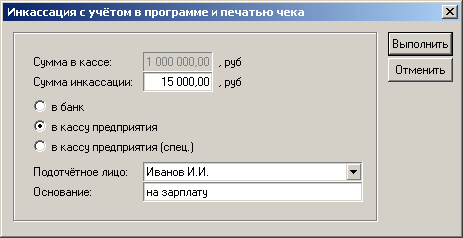 Инкассация с учётом в программе и печатью чека
Сумма в кассе: 1 000 000,00 , руб
Сумма инкассации: 15 000,00 , руб
в банк
в кассу предприятия
в кассу предприятия (спец.)
Подотчётное лицо: Иванов И.И.
Основание: на зарплату
Выполнить
Отменить